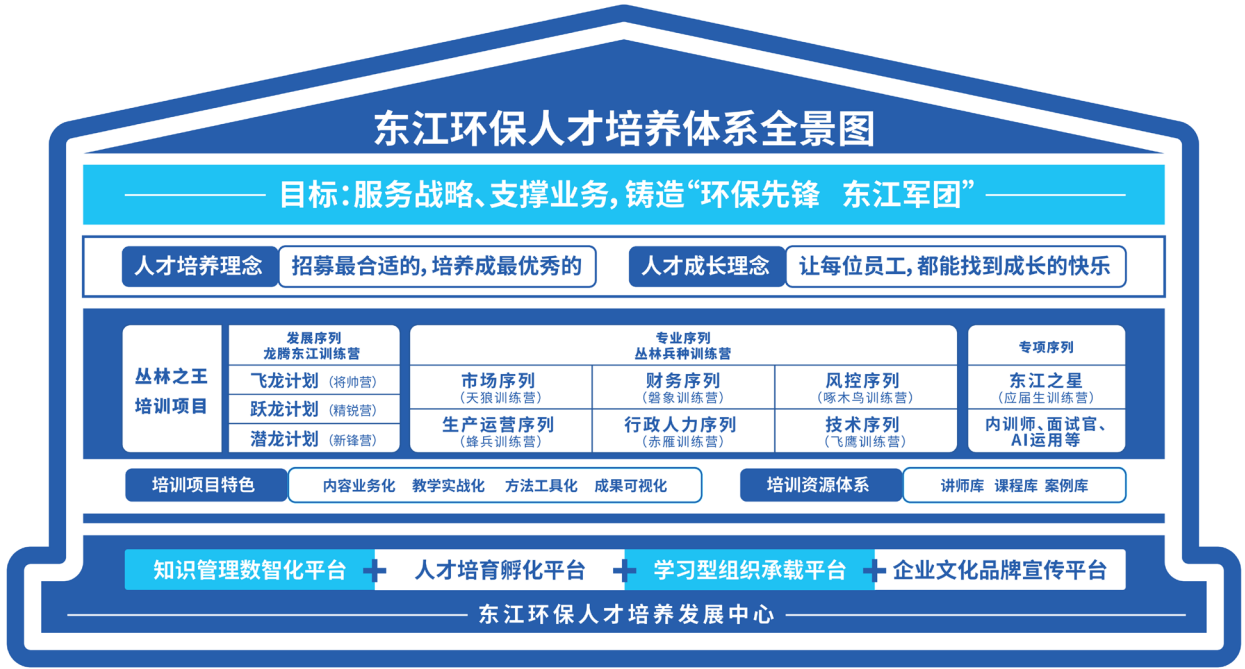 东江环保人才培养体系全景图
目标：服务战略、支撑业务，铸造“环保先锋 东江军团”
人才培养理念 招募最合适的，培养成最优秀的 人才成长理念 让每位员工，都能找到成长的快乐
丛林之王
培训项目
发展序列
龙腾东江训练营
飞龙计划（将帅营）
跃龙计划（精锐营）
潜龙计划（新锋营）
专业序列
丛林兵种训练营
市场序列
（天狼训练营）
财务序列
（磐象训练营）
风控序列
（啄木鸟训练营）
生产运营序列
（蜂兵训练营）
行政人力序列
（赤雁训练营）
技术序列
（飞鹰训练营）
专项序列
东江之星
（应届生训练营）
内训师、面试官、
AI运用等
培训项目特色 内容业务化 教学实战化 方法工具化 成果可视化 培训资源体系 讲师库 课程库 案例库
知识管理数智化平台 + 人才培育孵化平台 + 学习型组织承载平台 + 企业文化品牌宣传平台
东江环保人才培养发展中心